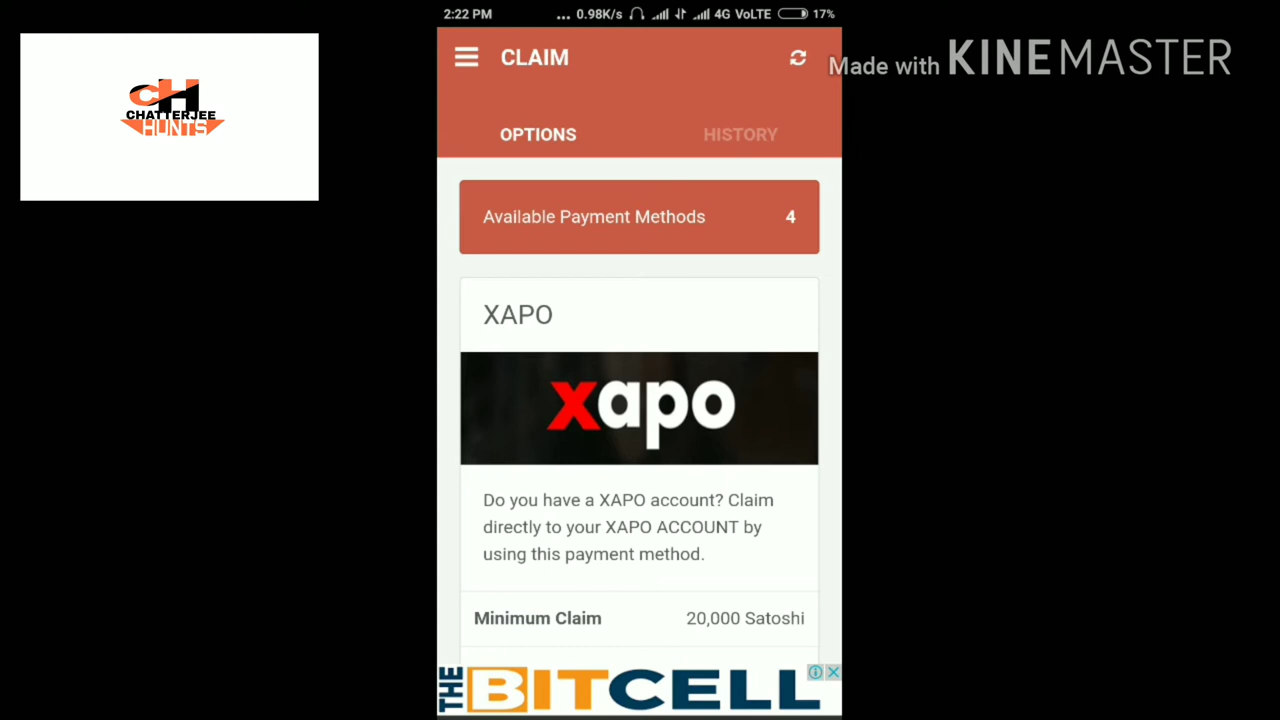 2:22 PM ... 0.98K/s 4G VoLTE 17%
CLAIM
Made with KINEMASTER
CH
CHATTERJEE
HUNTS
OPTIONS HISTORY
Available Payment Methods 4
XAPO
xapo
Do you have a XAPO account? Claim
directly to your XAPO ACCOUNT by
using this payment method.
Minimum Claim 20,000 Satoshi
THE BITCELL